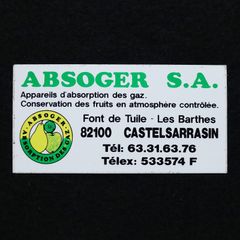 ABSOGER S.A.
Appareils d'absorption des gaz.
Conservation des fruits en atmosphère contrôlée.
ABSOGER
ABSORPTION DES GAZ
Font de Tuile - Les Barthes
82100 CASTELSARRASIN
Tél: 63.31.63.76
Télex: 533574 F